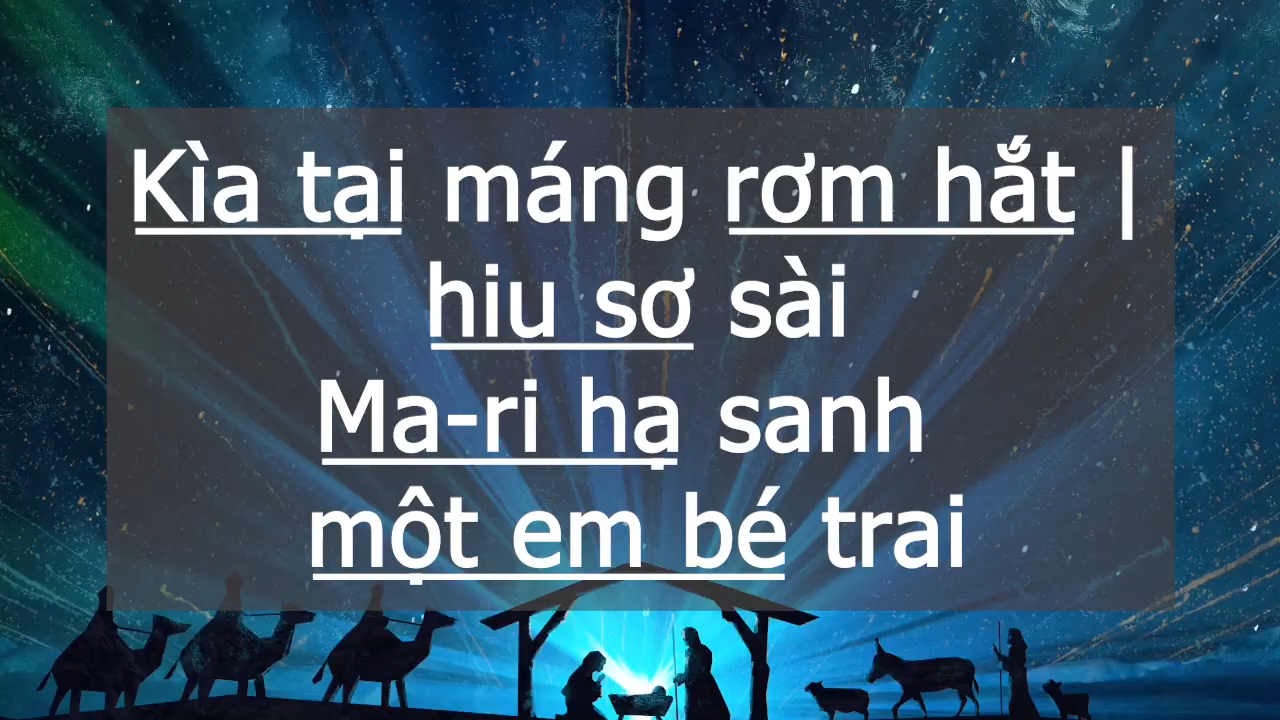 Kìa tại máng rơm hắt |
hiu sơ sài
Ma-ri hạ sanh
một em bé trai